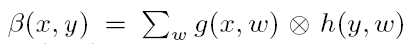 β(x, y) = ∑_w g(x, w) ⊗ h(y, w)